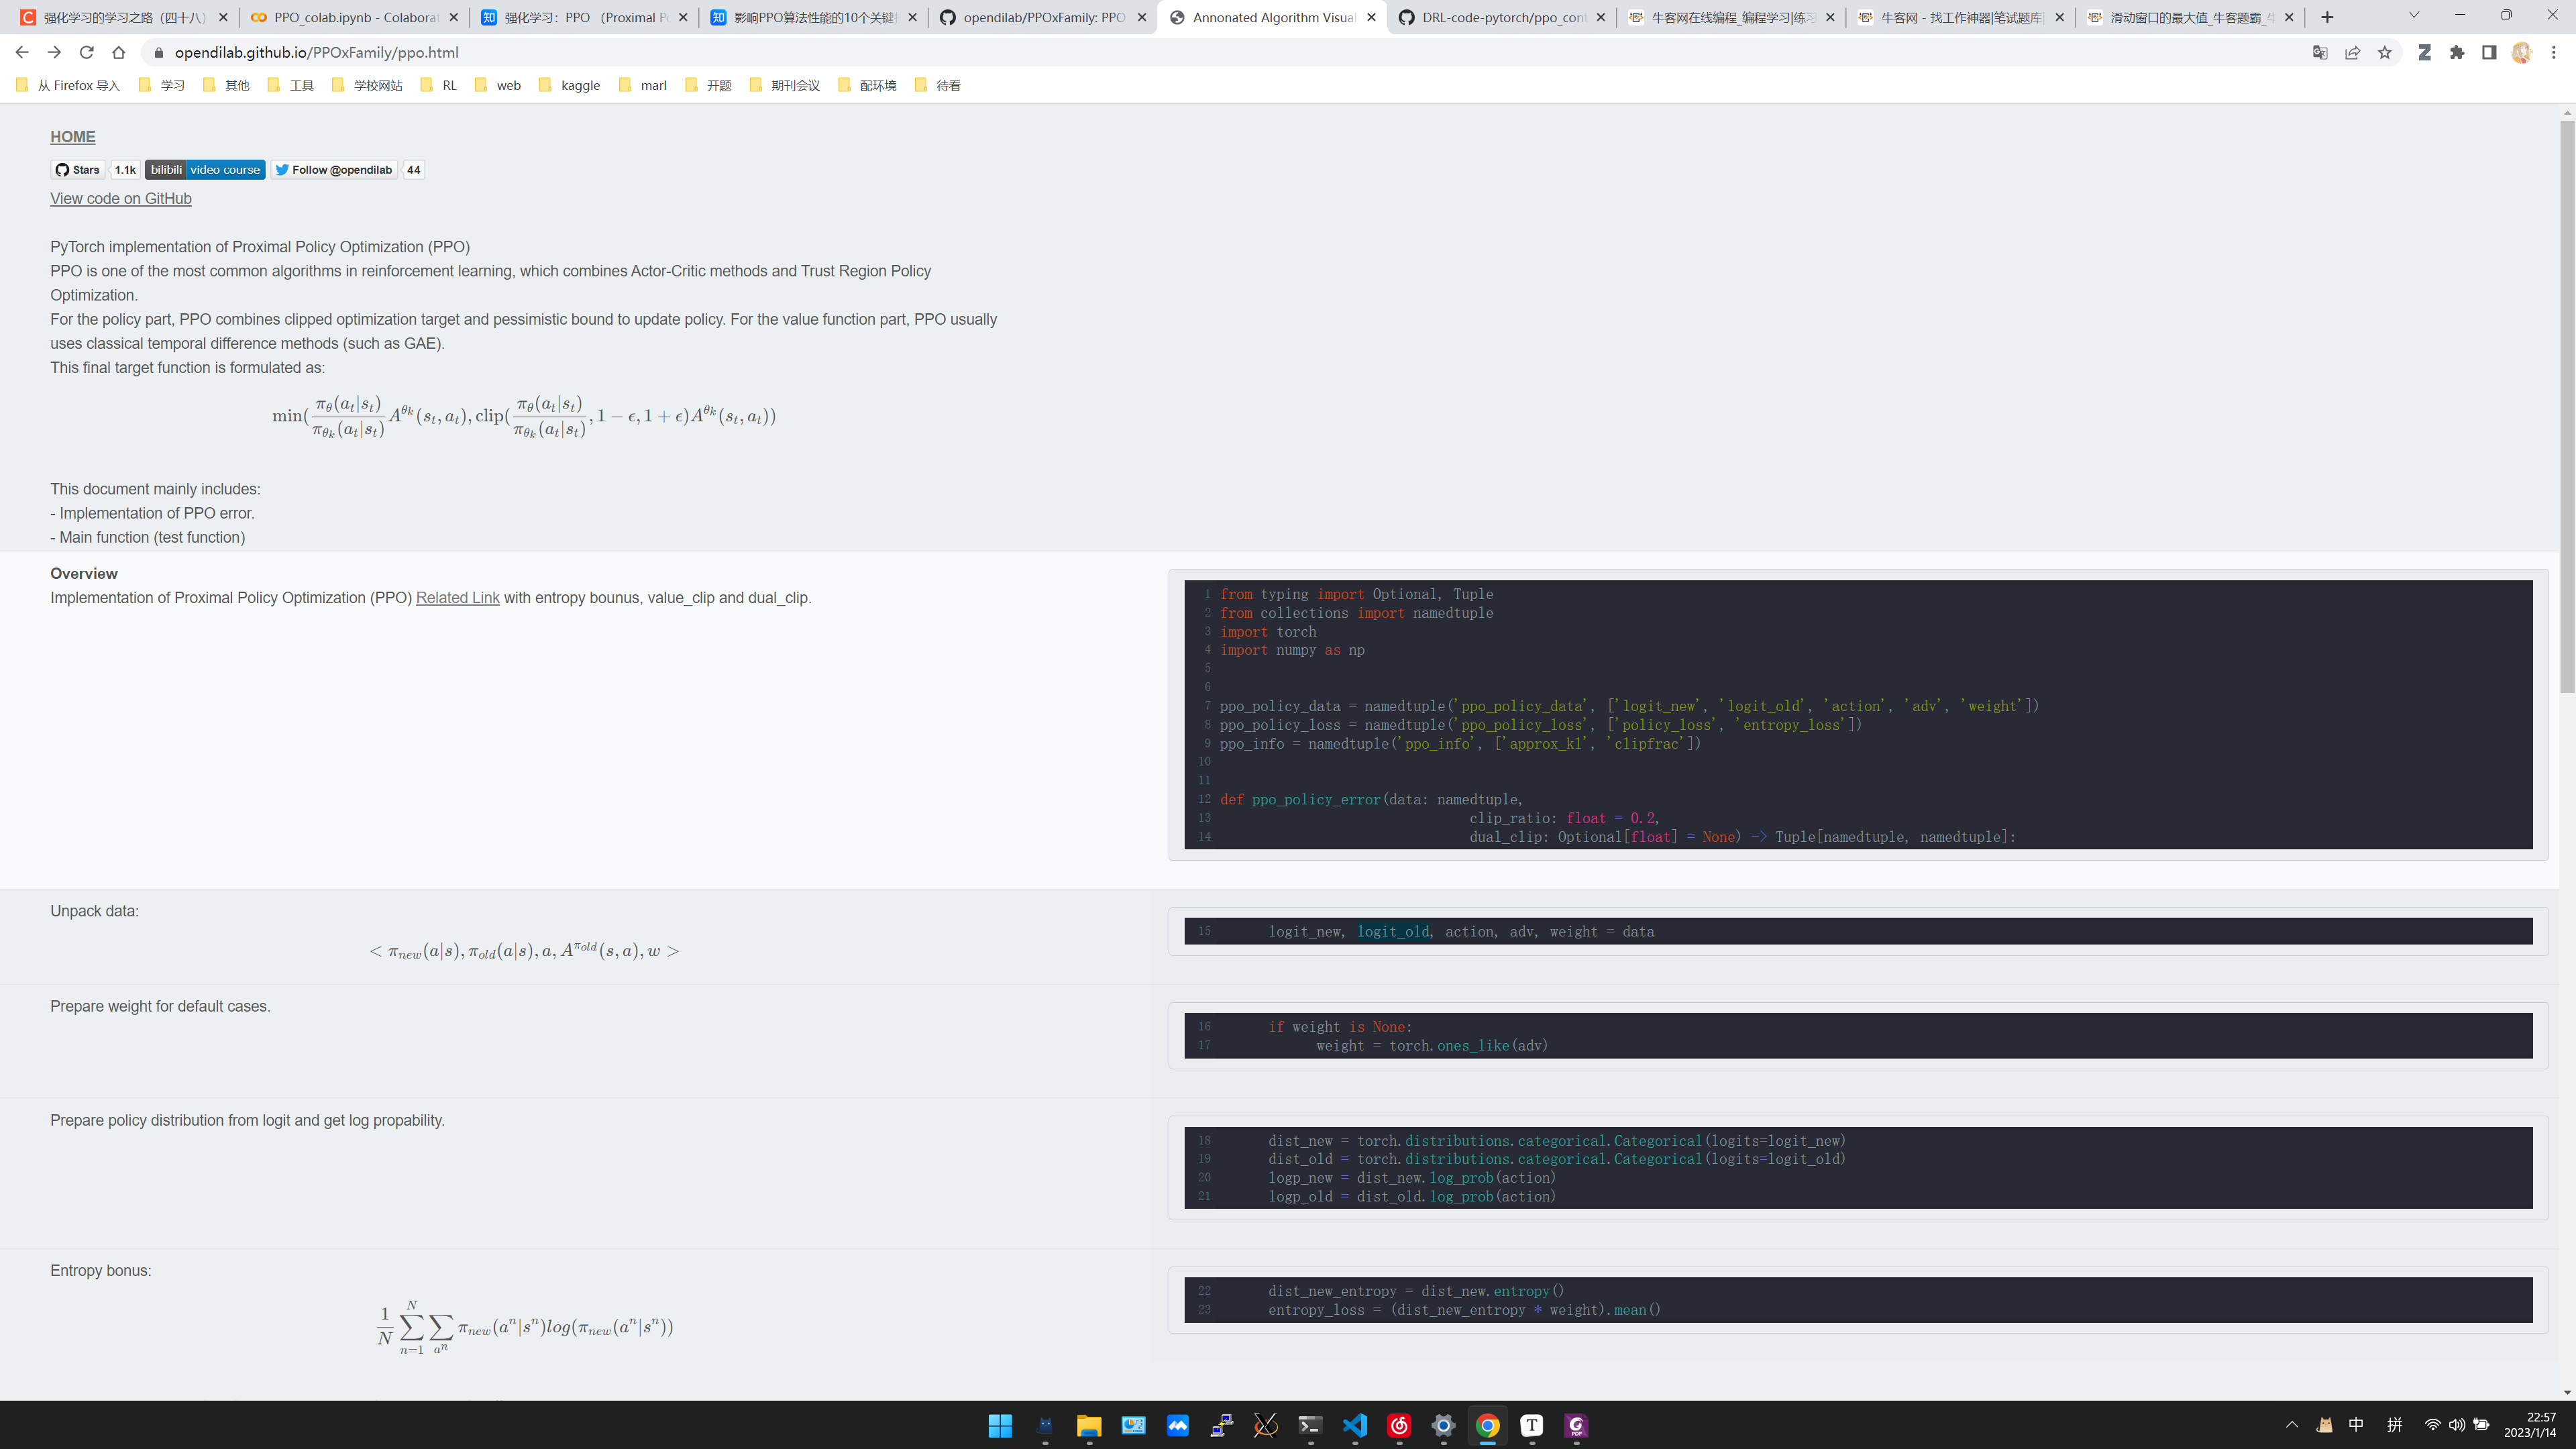 强化学习的学习之路（四十八）
PPO_colab.ipynb - Colaborat
强化学习：PPO （Proximal Po
影响PPO算法性能的10个关键
opendilab/PPOxFamily: PPO
Annonated Algorithm Visual
DRL-code-pytorch/ppo_cont
牛客网在线编程_编程学习|练习
牛客网 - 找工作神器|笔试题库|
滑动窗口的最大值_牛客题霸_牛
opendilab.github.io/PPOxFamily/ppo.html
从 Firefox 导入 学习 其他 工具 学校网站 RL web kaggle marl 开题 期刊会议 配环境 待看
HOME
Stars 1.1k bilibili video course Follow @opendilab 44
View code on GitHub
PyTorch implementation of Proximal Policy Optimization (PPO)
PPO is one of the most common algorithms in reinforcement learning, which combines Actor-Critic methods and Trust Region Policy
Optimization.
For the policy part, PPO combines clipped optimization target and pessimistic bound to update policy. For the value function part, PPO usually
uses classical temporal difference methods (such as GAE).
This final target function is formulated as:
min(\frac{π_θ(a_t|s_t)}{π_{θ_k}(a_t|s_t)} A^{θ_k}(s_t, a_t), clip(\frac{π_θ(a_t|s_t)}{π_{θ_k}(a_t|s_t)}, 1 − ϵ, 1 + ϵ)A^{θ_k}(s_t, a_t))
This document mainly includes:
- Implementation of PPO error.
- Main function (test function)
Overview
Implementation of Proximal Policy Optimization (PPO) Related Link with entropy bounus, value_clip and dual_clip.
1 from typing import Optional, Tuple
2 from collections import namedtuple
3 import torch
4 import numpy as np
5
6
7 ppo_policy_data = namedtuple('ppo_policy_data', ['logit_new', 'logit_old', 'action', 'adv', 'weight'])
8 ppo_policy_loss = namedtuple('ppo_policy_loss', ['policy_loss', 'entropy_loss'])
9 ppo_info = namedtuple('ppo_info', ['approx_kl', 'clipfrac'])
10
11
12 def ppo_policy_error(data: namedtuple,
13 clip_ratio: float = 0.2,
14 dual_clip: Optional[float] = None) -> Tuple[namedtuple, namedtuple]:
Unpack data:
< π_{new}(a|s), π_{old}(a|s), a, A^{π_{old}}(s, a), w >
15 logit_new, logit_old, action, adv, weight = data
Prepare weight for default cases.
16 if weight is None:
17 weight = torch.ones_like(adv)
Prepare policy distribution from logit and get log propability.
18 dist_new = torch.distributions.categorical.Categorical(logits=logit_new)
19 dist_old = torch.distributions.categorical.Categorical(logits=logit_old)
20 logp_new = dist_new.log_prob(action)
21 logp_old = dist_old.log_prob(action)
Entropy bonus:
\frac{1}{N} \sum_{n=1}^{N} \sum_{a^n} π_{new}(a^n|s^n)log(π_{new}(a^n|s^n))
22 dist_new_entropy = dist_new.entropy()
23 entropy_loss = (dist_new_entropy * weight).mean()
中 拼 22:57
2023/1/14